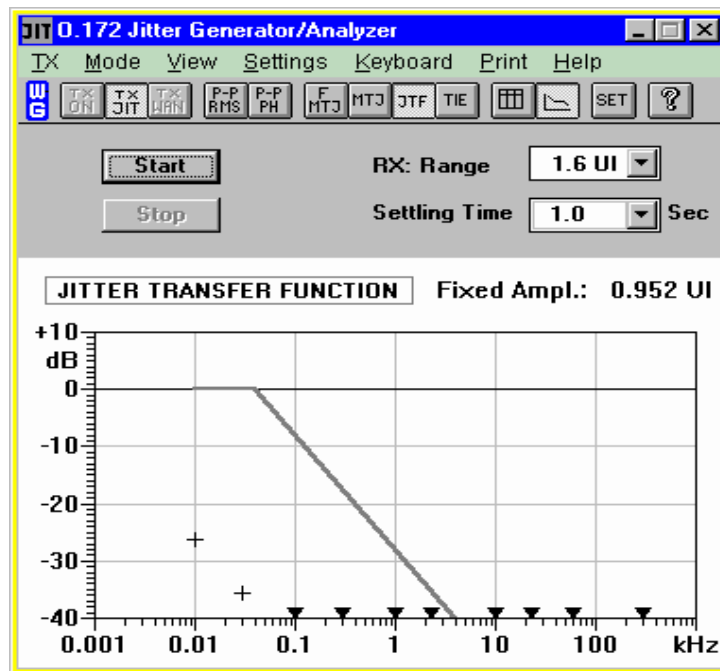 JIT O.172 Jitter Generator/Analyzer
TX Mode View Settings Keyboard Print Help
WG TX ON TX JIT TX WAN P-P RMS P-P PH F MTJ MTJ JTF TIE SET ?
Start RX: Range 1.6 UI
Stop Settling Time 1.0 Sec
JITTER TRANSFER FUNCTION Fixed Ampl.: 0.952 UI
+10
dB
0
-10
-20
-30
-40
0.001 0.01 0.1 1 10 100 kHz